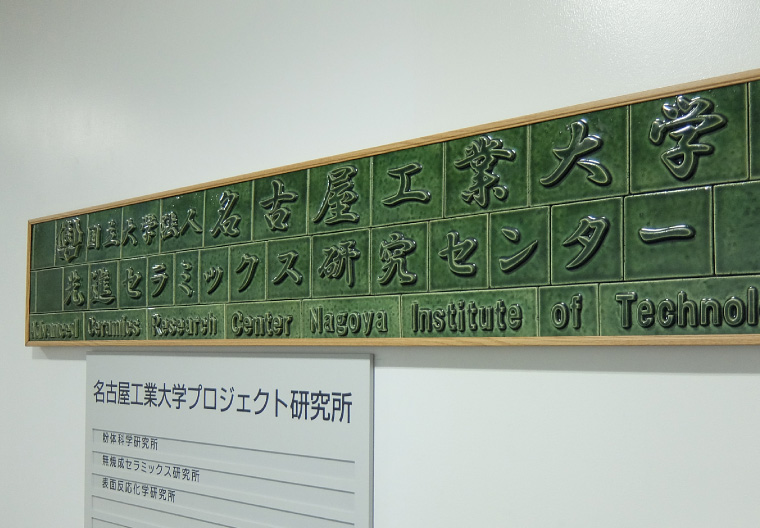 国立大学法人 名古屋工業大学
先進セラミックス研究センター
Advanced Ceramics Research Center Nagoya Institute of Technol
名古屋工業大学プロジェクト研究所
粉体科学研究所
無機成セラミックス研究所
表面反応化学研究所